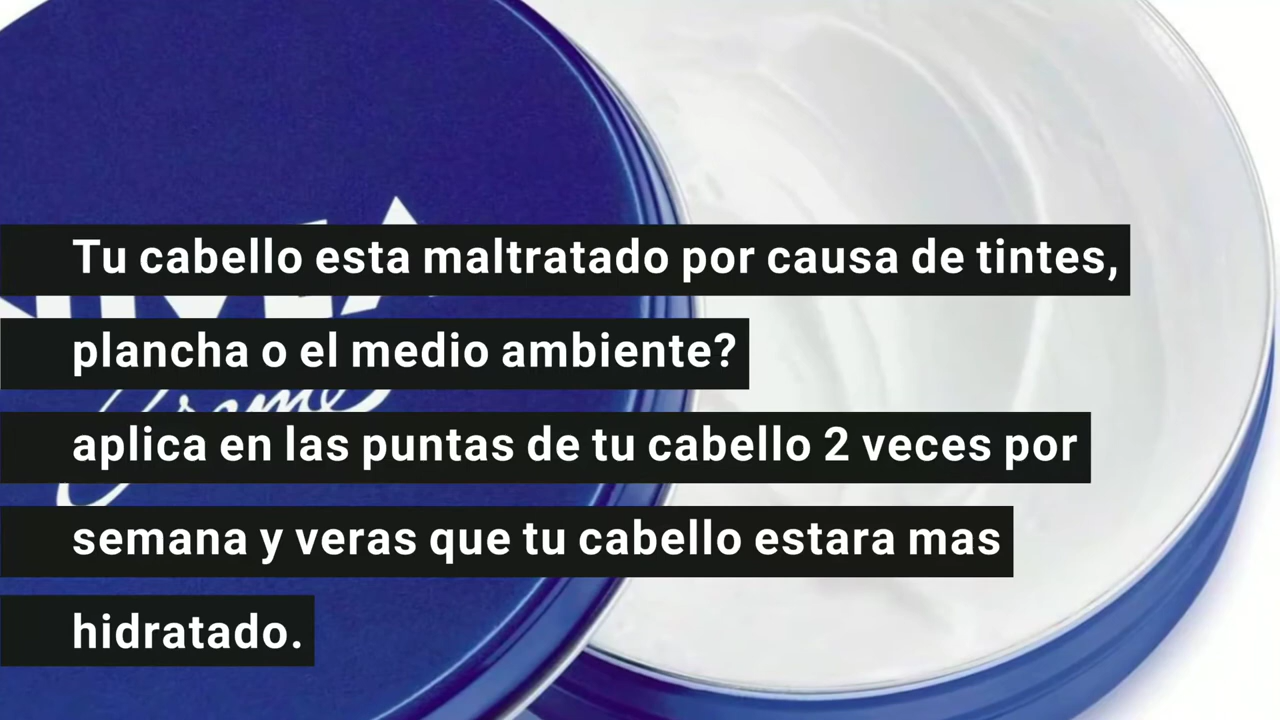 Tu cabello esta maltratado por causa de tintes,
plancha o el medio ambiente?
aplica en las puntas de tu cabello 2 veces por
semana y veras que tu cabello estara mas
hidratado.